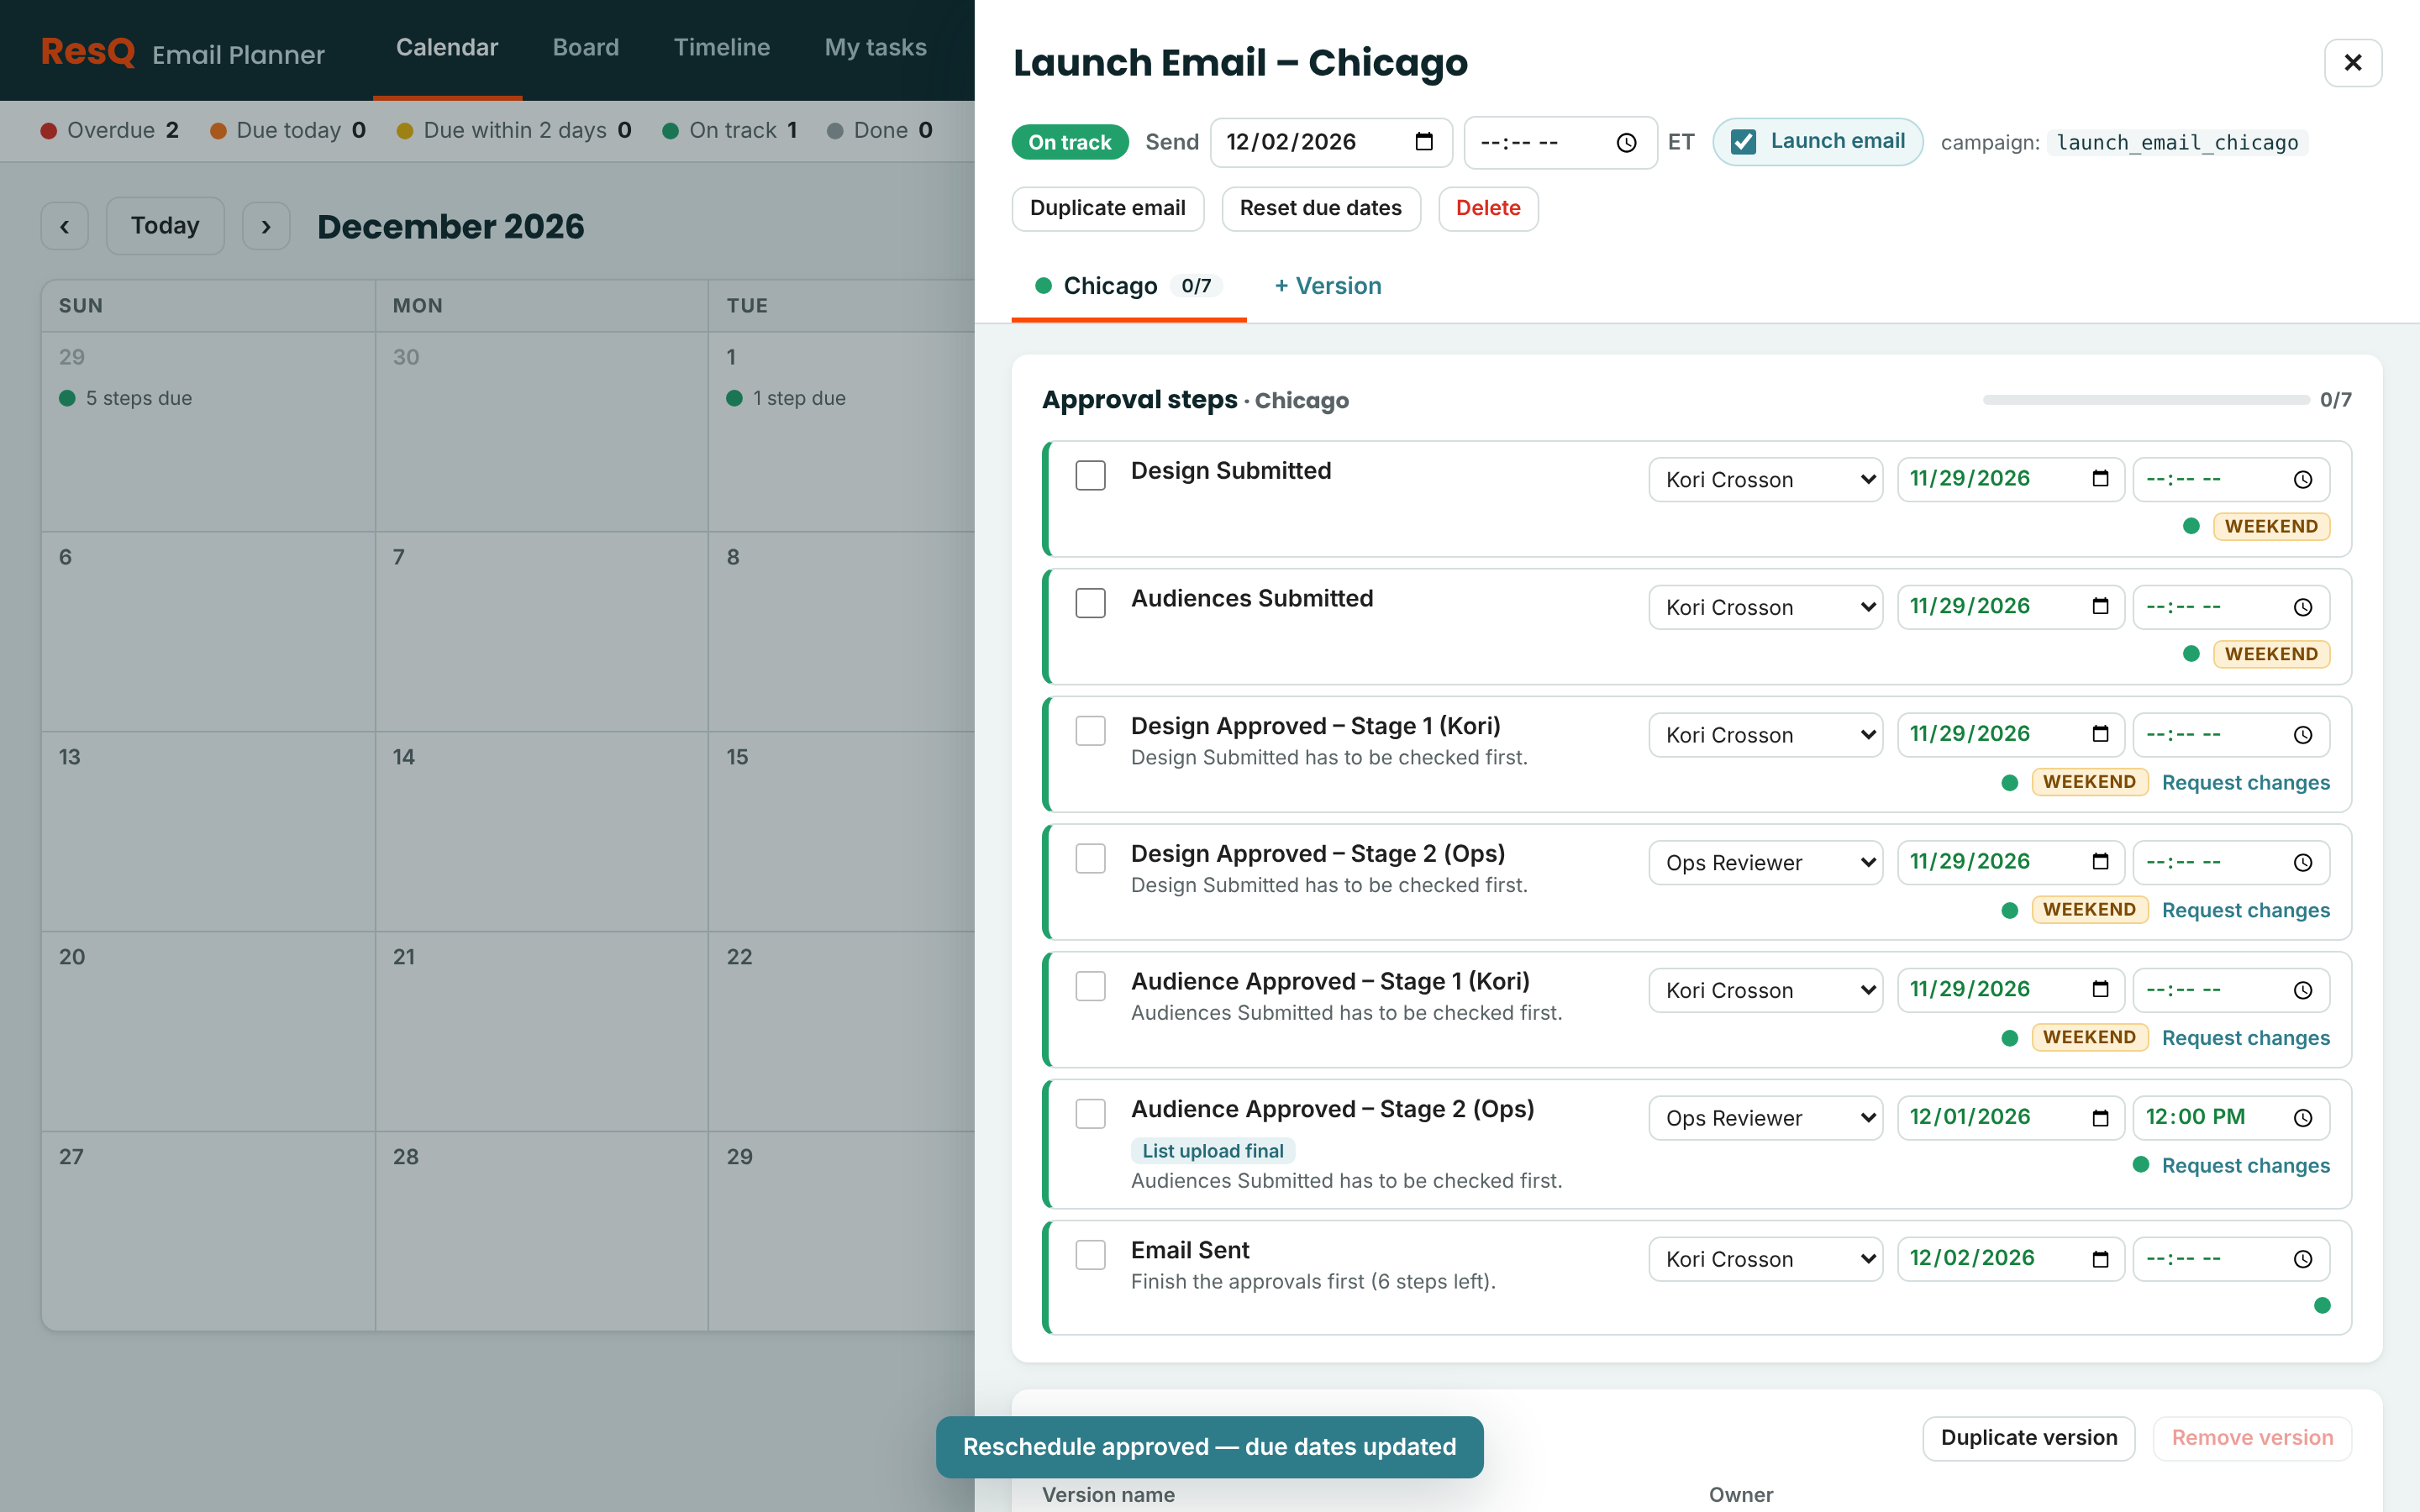 ResQ Email Planner Calendar Board Timeline My tasks
Overdue 2 Due today 0 Due within 2 days 0 On track 1 Done 0
‹ Today › December 2026
SUN MON TUE
29 30 1
5 steps due 1 step due
6 7 8
13 14 15
20 21 22
27 28 29
Launch Email – Chicago ×
On track Send 12/02/2026 --:-- -- ET Launch email campaign: launch_email_chicago
Duplicate email Reset due dates Delete
Chicago 0/7 + Version
Approval steps · Chicago 0/7
Design Submitted Kori Crosson 11/29/2026 --:-- --
WEEKEND
Audiences Submitted Kori Crosson 11/29/2026 --:-- --
WEEKEND
Design Approved – Stage 1 (Kori) Kori Crosson 11/29/2026 --:-- --
Design Submitted has to be checked first.
WEEKEND Request changes
Design Approved – Stage 2 (Ops) Ops Reviewer 11/29/2026 --:-- --
Design Submitted has to be checked first.
WEEKEND Request changes
Audience Approved – Stage 1 (Kori) Kori Crosson 11/29/2026 --:-- --
Audiences Submitted has to be checked first.
WEEKEND Request changes
Audience Approved – Stage 2 (Ops) Ops Reviewer 12/01/2026 12:00 PM
List upload final
Request changes
Audiences Submitted has to be checked first.
Email Sent Kori Crosson 12/02/2026 --:-- --
Finish the approvals first (6 steps left).
Duplicate version Remove version
Reschedule approved — due dates updated
Version name Owner